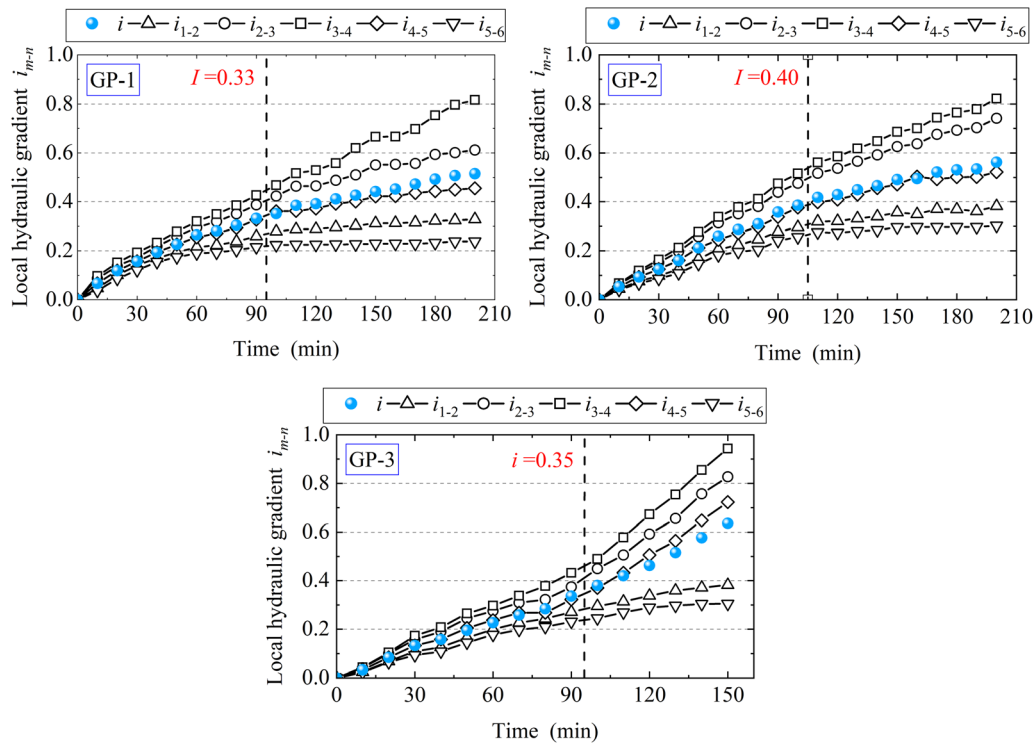 i i1-2 i2-3 i3-4 i4-5 i5-6
GP-1
I =0.33
Local hydraulic gradient im-n
1.0
0.8
0.6
0.4
0.2
0.0
0 30 60 90 120 150 180 210
Time (min)
i i1-2 i2-3 i3-4 i4-5 i5-6
GP-2
I =0.40
Local hydraulic gradient im-n
1.0
0.8
0.6
0.4
0.2
0.0
0 30 60 90 120 150 180 210
Time (min)
i i1-2 i2-3 i3-4 i4-5 i5-6
GP-3
i =0.35
Local hydraulic gradient im-n
1.0
0.8
0.6
0.4
0.2
0.0
0 30 60 90 120 150
Time (min)